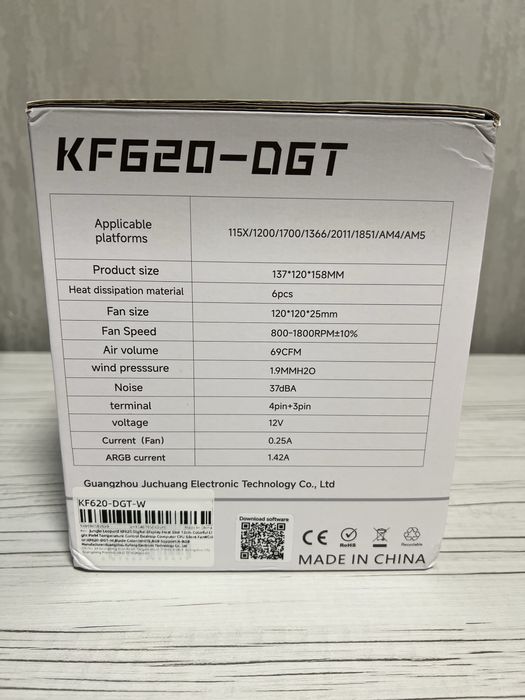 KF620-DGT
Applicable platforms 115X/1200/1700/1366/2011/1851/AM4/AM5
Product size 137*120*158MM
Heat dissipation material 6pcs
Fan size 120*120*25mm
Fan Speed 800-1800RPM±10%
Air volume 69CFM
wind presssure 1.9MMH2O
Noise 37dBA
terminal 4pin+3pin
voltage 12V
Current (Fan) 0.25A
ARGB current 1.42A
Guangzhou Juchuang Electronic Technology Co., Ltd
KF620-DGT-W
Download software
CE RoHS Recyclable
MADE IN CHINA